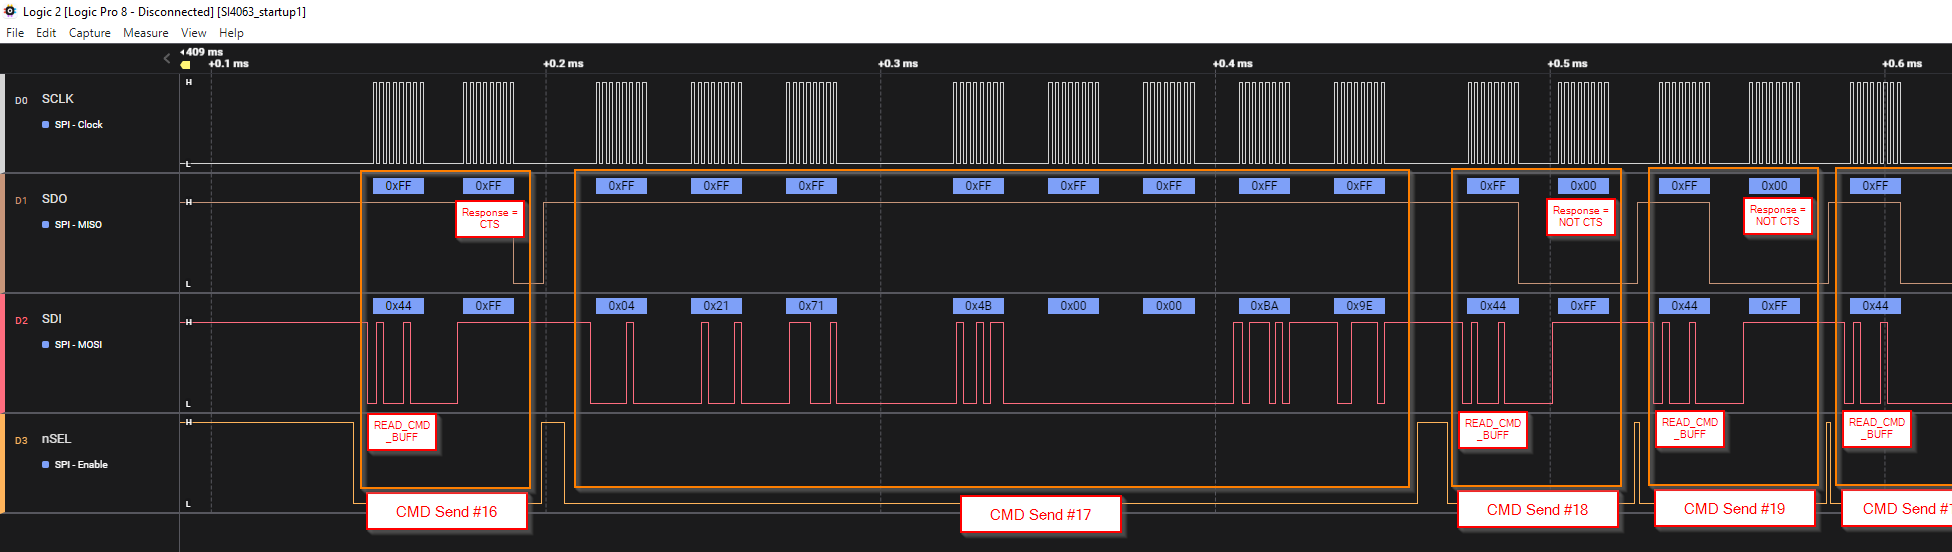 Logic 2 [Logic Pro 8 - Disconnected] [SI4063_startup1]
File Edit Capture Measure View Help
409 ms
+0.1 ms +0.2 ms +0.3 ms +0.4 ms +0.5 ms +0.6 ms
H
D0 SCLK
SPI - Clock
L
0xFF 0xFF 0xFF 0xFF 0xFF 0xFF 0xFF 0xFF 0xFF 0xFF 0xFF 0x00 0xFF 0x00 0xFF
D1 SDO
H
Response =
CTS
Response =
NOT CTS
Response =
NOT CTS
SPI - MISO
L
0x44 0xFF 0x04 0x21 0x71 0x4B 0x00 0x00 0xBA 0x9E 0x44 0xFF 0x44 0xFF 0x44
D2 SDI
H
SPI - MOSI
L
H
D3 nSEL
READ_CMD
_BUFF
READ_CMD
_BUFF
READ_CMD
_BUFF
READ_CMD
_BUFF
SPI - Enable
L
CMD Send #16
CMD Send #17
CMD Send #18
CMD Send #19
CMD Send #1